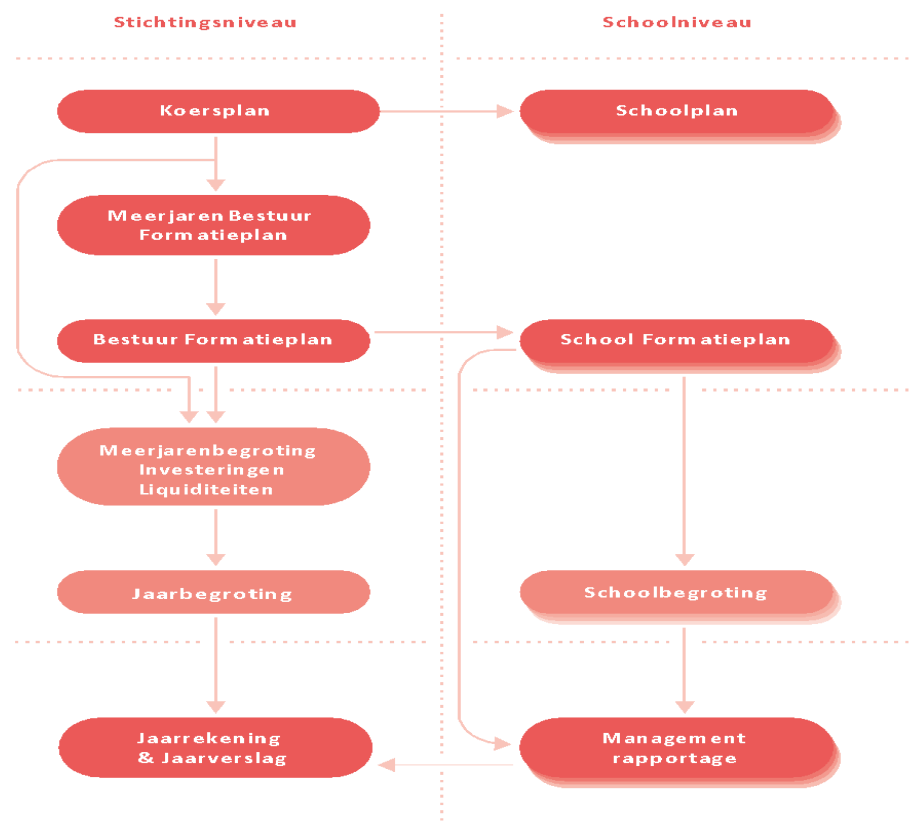 Stichtingsniveau
Schoolniveau
Koersplan
Schoolplan
Meerjaren Bestuur
Formatieplan
Bestuur Formatieplan
School Formatieplan
Meerjarenbegroting
Investeringen
Liquiditeiten
Jaarbegroting
Schoolbegroting
Jaarrekening
& Jaarverslag
Management
rapportage